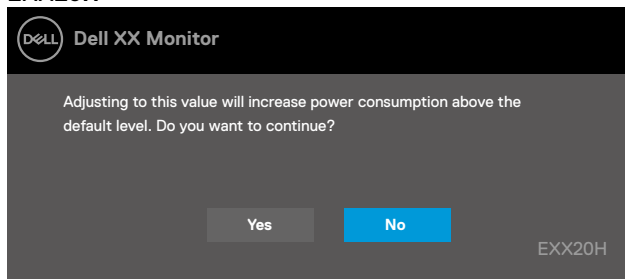 DELL Dell XX Monitor
Adjusting to this value will increase power consumption above the
default level. Do you want to continue?
Yes No
EXX20H